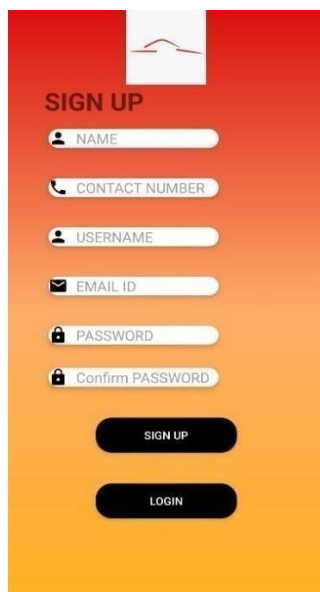 SIGN UP
NAME
CONTACT NUMBER
USERNAME
EMAIL ID
PASSWORD
Confirm PASSWORD
SIGN UP
LOGIN